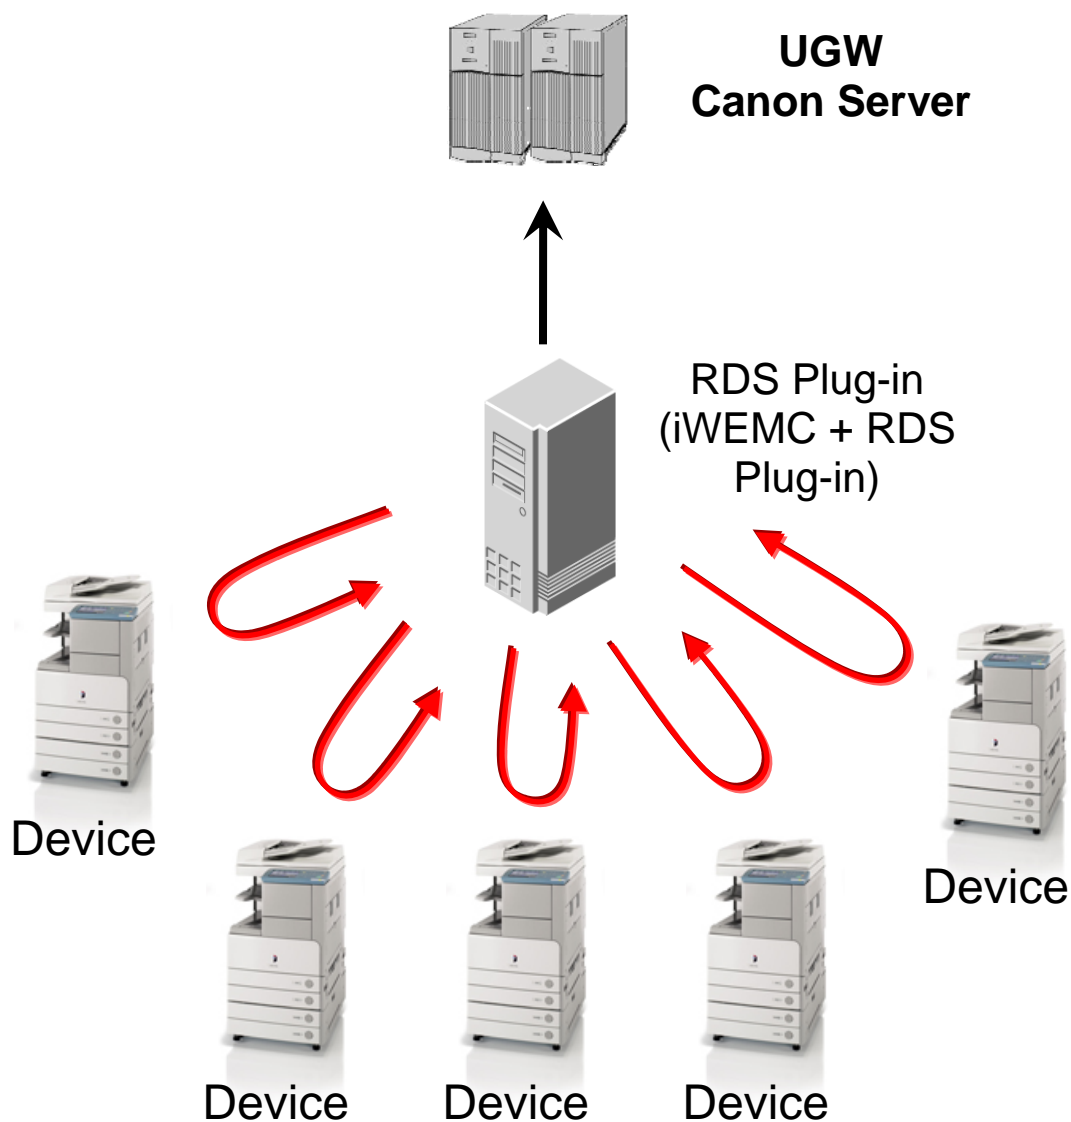 UGW
Canon Server
RDS Plug-in
(iWEMC + RDS
Plug-in)
Device
Device
Device
Device
Device